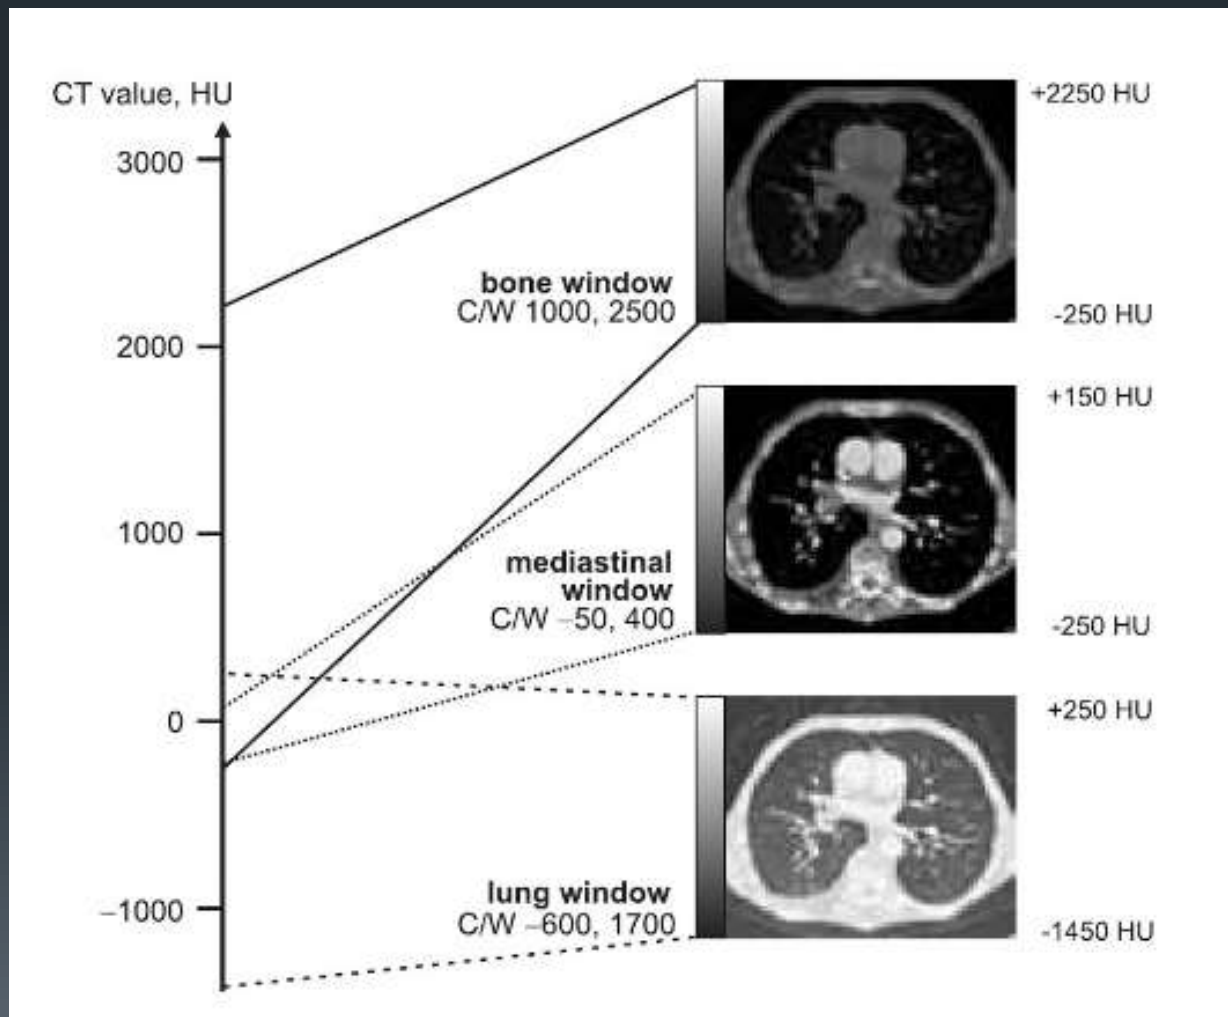 CT value, HU
3000
2000
1000
0
−1000
bone window
C/W 1000, 2500
+2250 HU
-250 HU
mediastinal
window
C/W −50, 400
+150 HU
-250 HU
lung window
C/W −600, 1700
+250 HU
-1450 HU